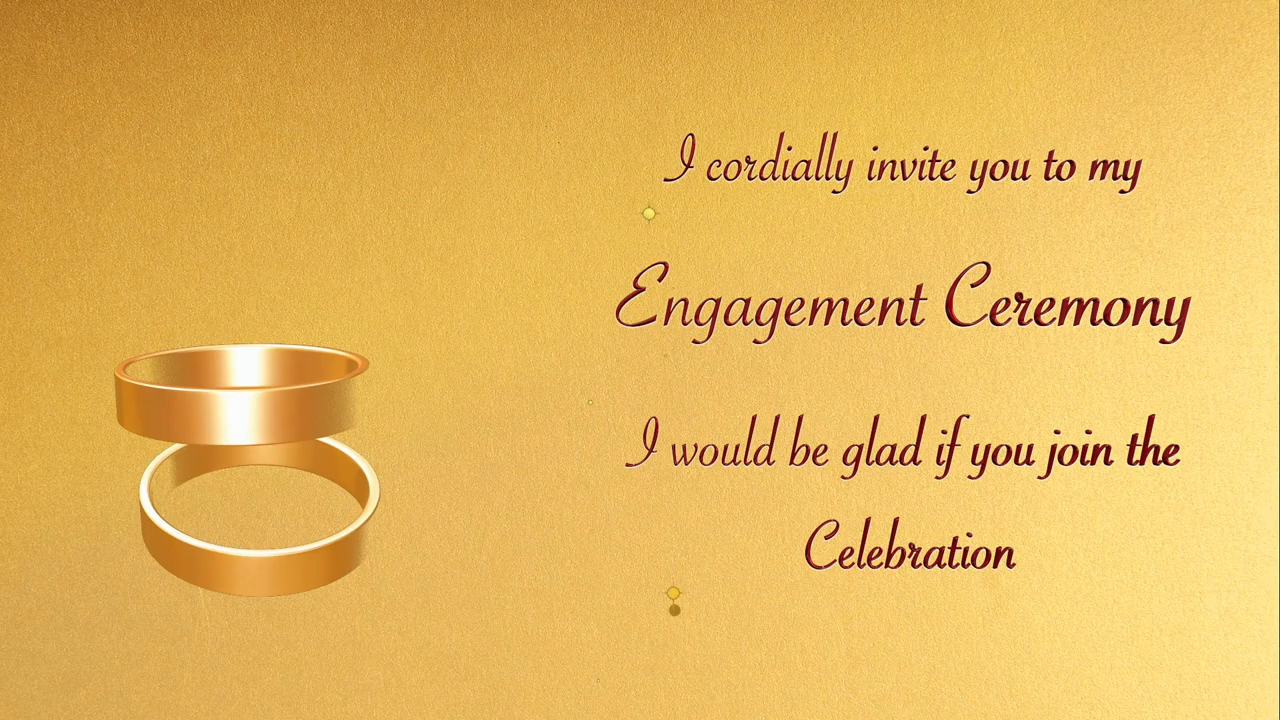 I cordially invite you to my
Engagement Ceremony
I would be glad if you join the
Celebration